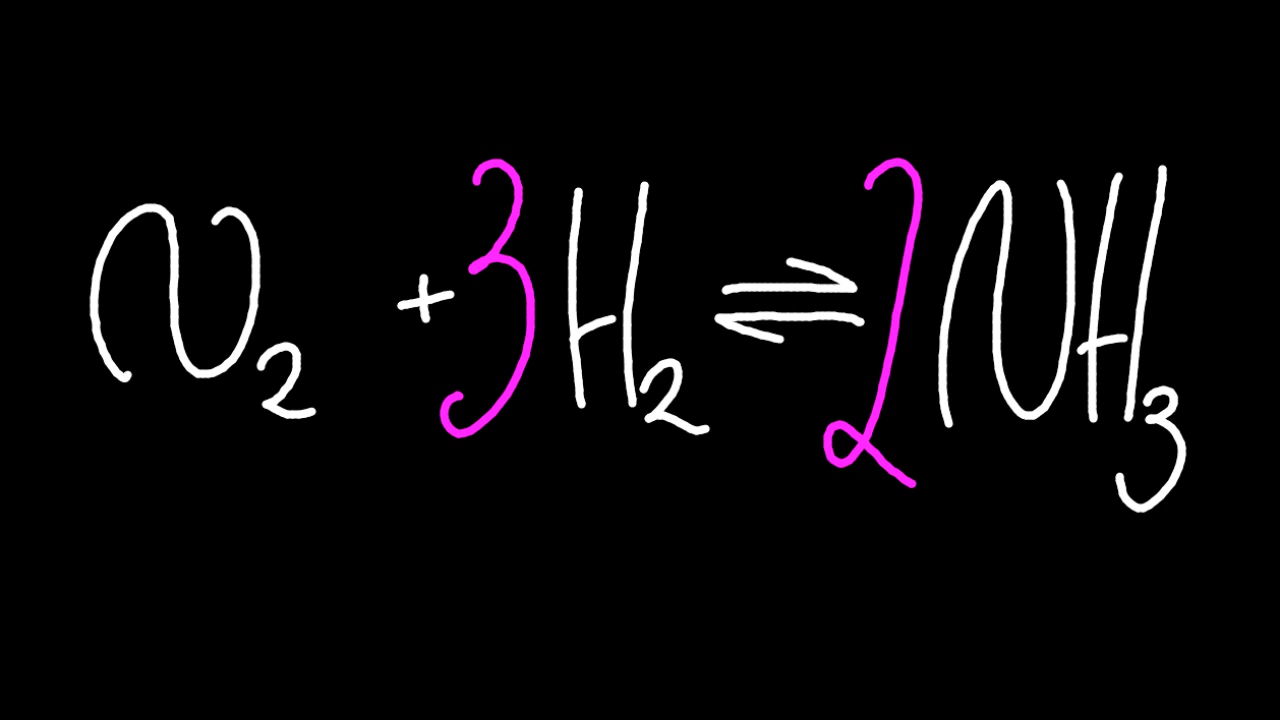 N₂ + 3H₂ ⇌ 2NH₃